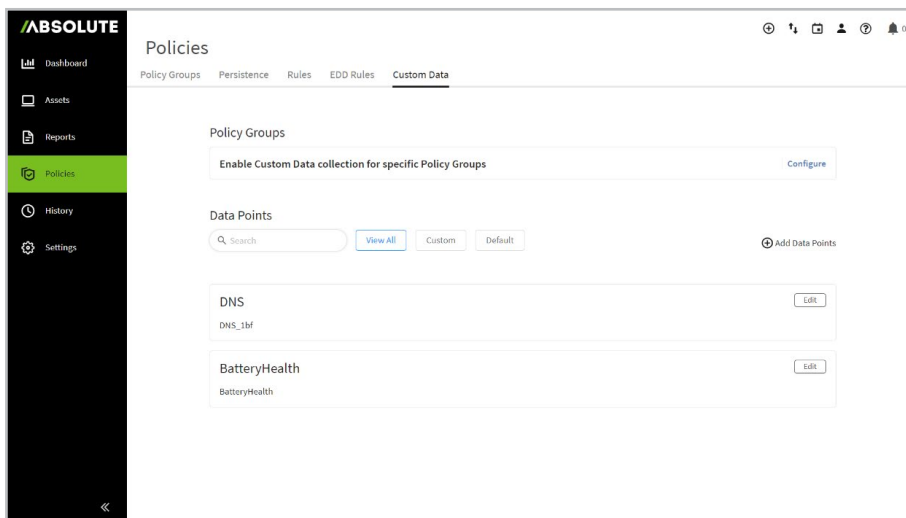 ABSOLUTE
Dashboard
Assets
Reports
Policies
History
Settings
0
Policies
Policy Groups Persistence Rules EDD Rules Custom Data
Policy Groups
Enable Custom Data collection for specific Policy Groups Configure
Data Points
Search View All Custom Default Add Data Points
DNS Edit
DNS_1bf
BatteryHealth Edit
BatteryHealth